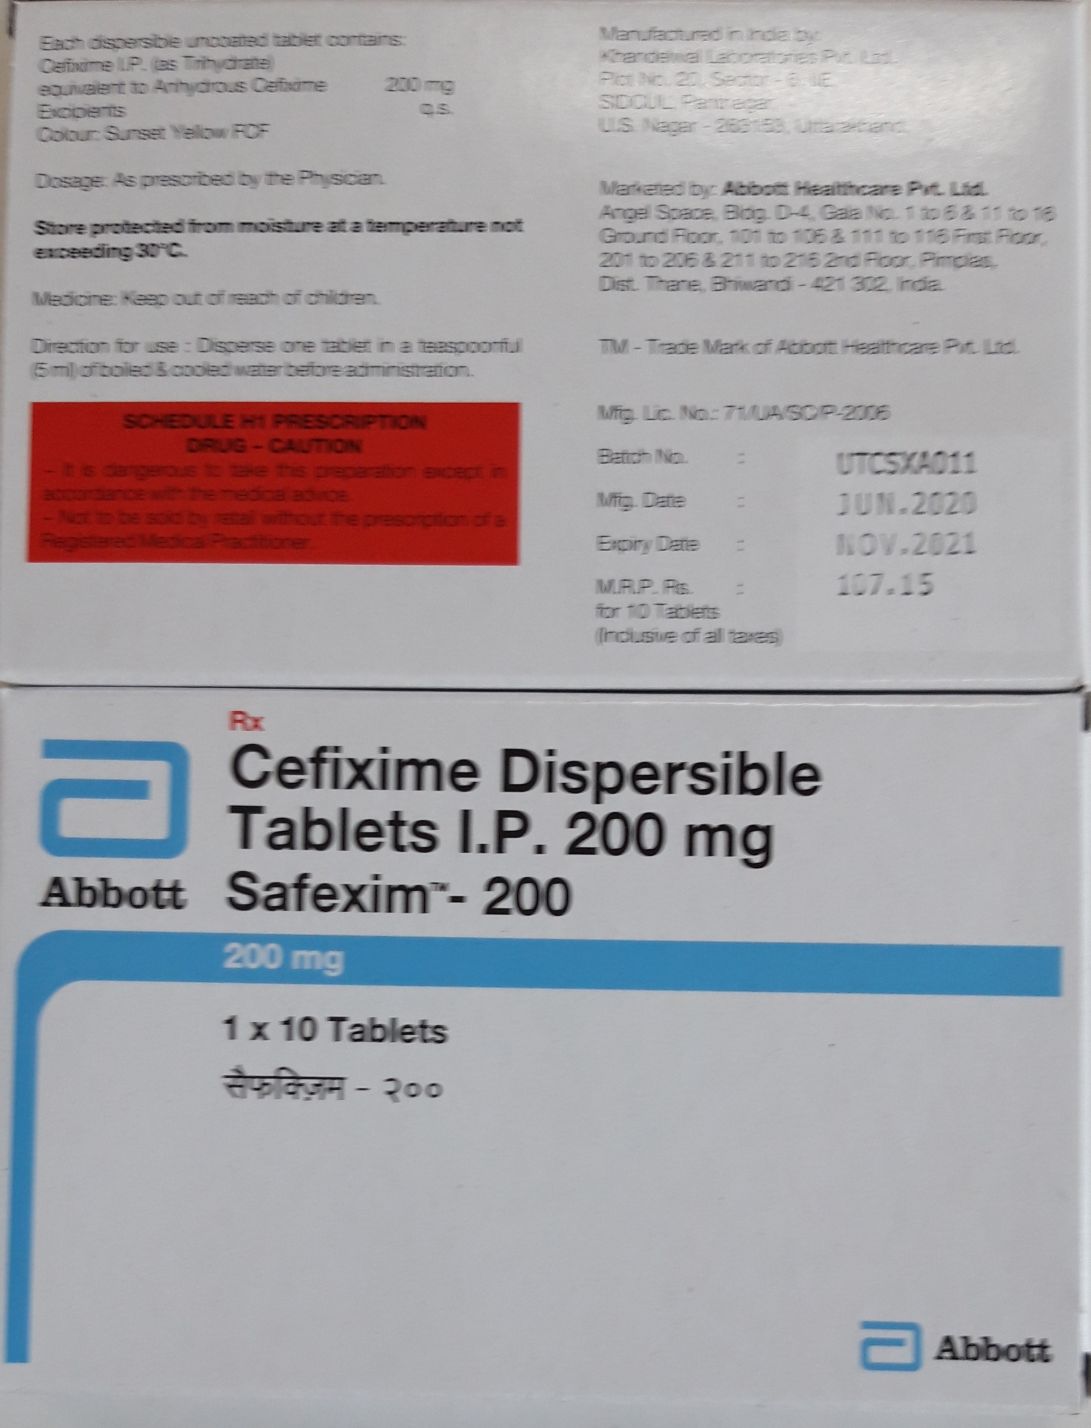 Each dispersible uncoated tablet contains:
Cefixime I.P. (as Trihydrate)
equivalent to Anhydrous Cefixime 200 mg
Excipients q.s.
Colour: Sunset Yellow FCF
Dosage: As prescribed by the Physician.
Store protected from moisture at a temperature not
exceeding 30°C.
Medicine: Keep out of reach of children.
Direction for use : Disperse one tablet in a teaspoonful
(5 ml) of boiled & cooled water before administration.
SCHEDULE H1 PRESCRIPTION
DRUG - CAUTION
- It is dangerous to take this preparation except in
accordance with the medical advice.
- Not to be sold by retail without the prescription of a
Registered Medical Practitioner.
Manufactured in India by:
Khandelwal Laboratories Pvt. Ltd.
Plot No. 20, Sector - 6, IIE,
SIDCUL, Pantnagar,
U.S. Nagar - 263153, Uttarakhand.
Marketed by: Abbott Healthcare Pvt. Ltd.
Angel Space, Bldg. D-4, Gala No. 1 to 6 & 11 to 16
Ground Floor, 101 to 106 & 111 to 116 First Floor,
201 to 206 & 211 to 216 2nd Floor, Pimplas,
Dist. Thane, Bhiwandi - 421 302, India.
TM - Trade Mark of Abbott Healthcare Pvt. Ltd.
Mfg. Lic. No.: 71/UA/SC/P-2006
Batch No. : UTCSXA011
Mfg. Date : JUN.2020
Expiry Date : NOV.2021
M.R.P. Rs. : 107.15
for 10 Tablets
(Inclusive of all taxes)
Rx
Cefixime Dispersible
Tablets I.P. 200 mg
Abbott Safexim™- 200
200 mg
1 x 10 Tablets
सैफक्ज़िम - २००
Abbott